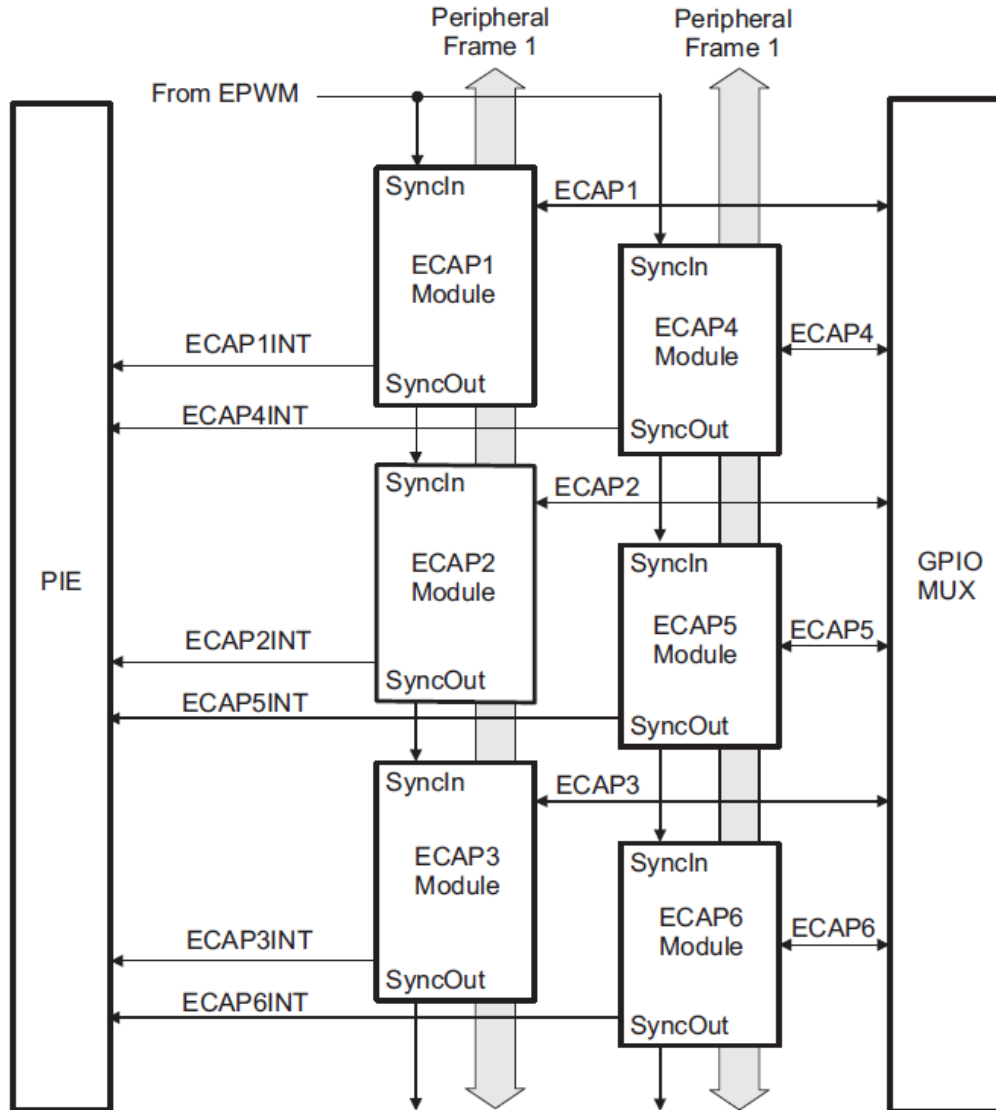 Peripheral
Frame 1
Peripheral
Frame 1
From EPWM
SyncIn
ECAP1
ECAP1
Module
SyncIn
ECAP4
Module
ECAP4
ECAP1INT
SyncOut
ECAP4INT
SyncOut
SyncIn
ECAP2
ECAP2
Module
SyncIn
PIE
GPIO
MUX
ECAP5
Module
ECAP5
ECAP2INT
SyncOut
ECAP5INT
SyncOut
SyncIn
ECAP3
ECAP3
Module
SyncIn
ECAP6
Module
ECAP6
ECAP3INT
SyncOut
ECAP6INT
SyncOut